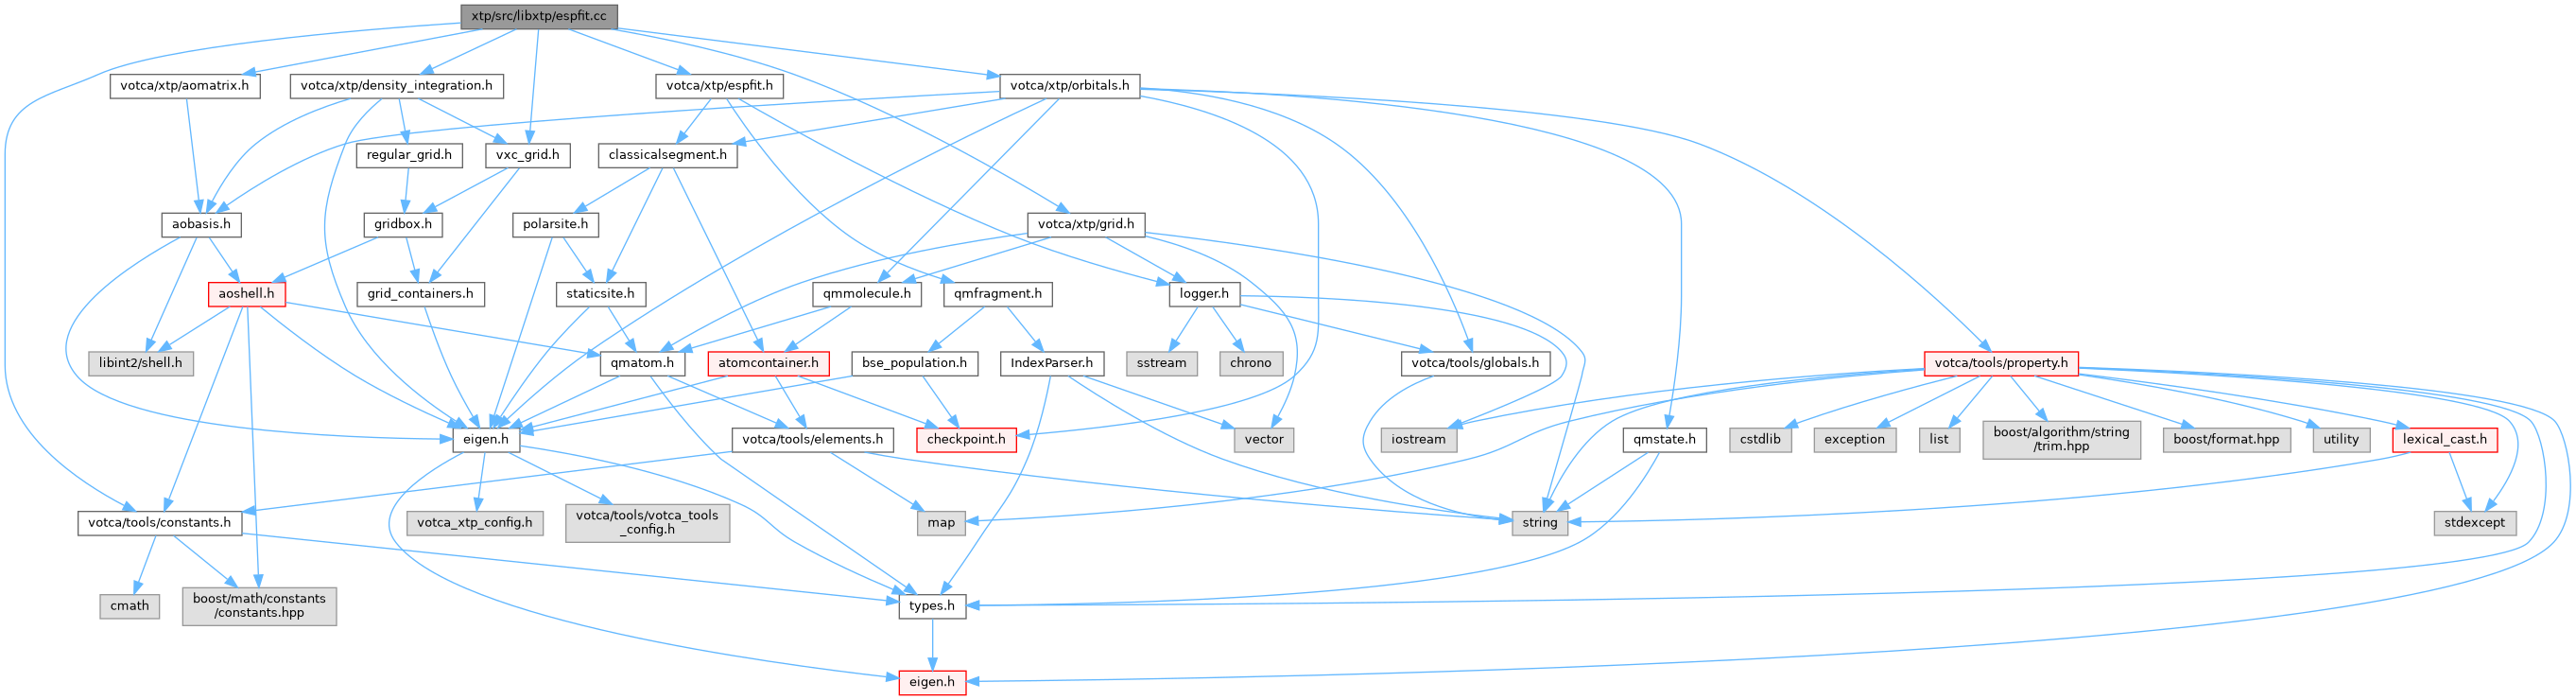 xtp/src/libxtp/espfit.cc
votca/xtp/aomatrix.h
votca/xtp/density_integration.h
votca/xtp/espfit.h
votca/xtp/orbitals.h
regular_grid.h
vxc_grid.h
classicalsegment.h
aobasis.h
gridbox.h
polarsite.h
votca/xtp/grid.h
aoshell.h
grid_containers.h
staticsite.h
qmmolecule.h
qmfragment.h
logger.h
libint2/shell.h
qmatom.h
atomcontainer.h
bse_population.h
IndexParser.h
sstream
chrono
votca/tools/globals.h
votca/tools/property.h
eigen.h
votca/tools/elements.h
checkpoint.h
vector
iostream
qmstate.h
cstdlib
exception
list
boost/algorithm/string
/trim.hpp
boost/format.hpp
utility
lexical_cast.h
votca/tools/constants.h
votca_xtp_config.h
votca/tools/votca_tools
_config.h
map
string
stdexcept
cmath
boost/math/constants
/constants.hpp
types.h
eigen.h